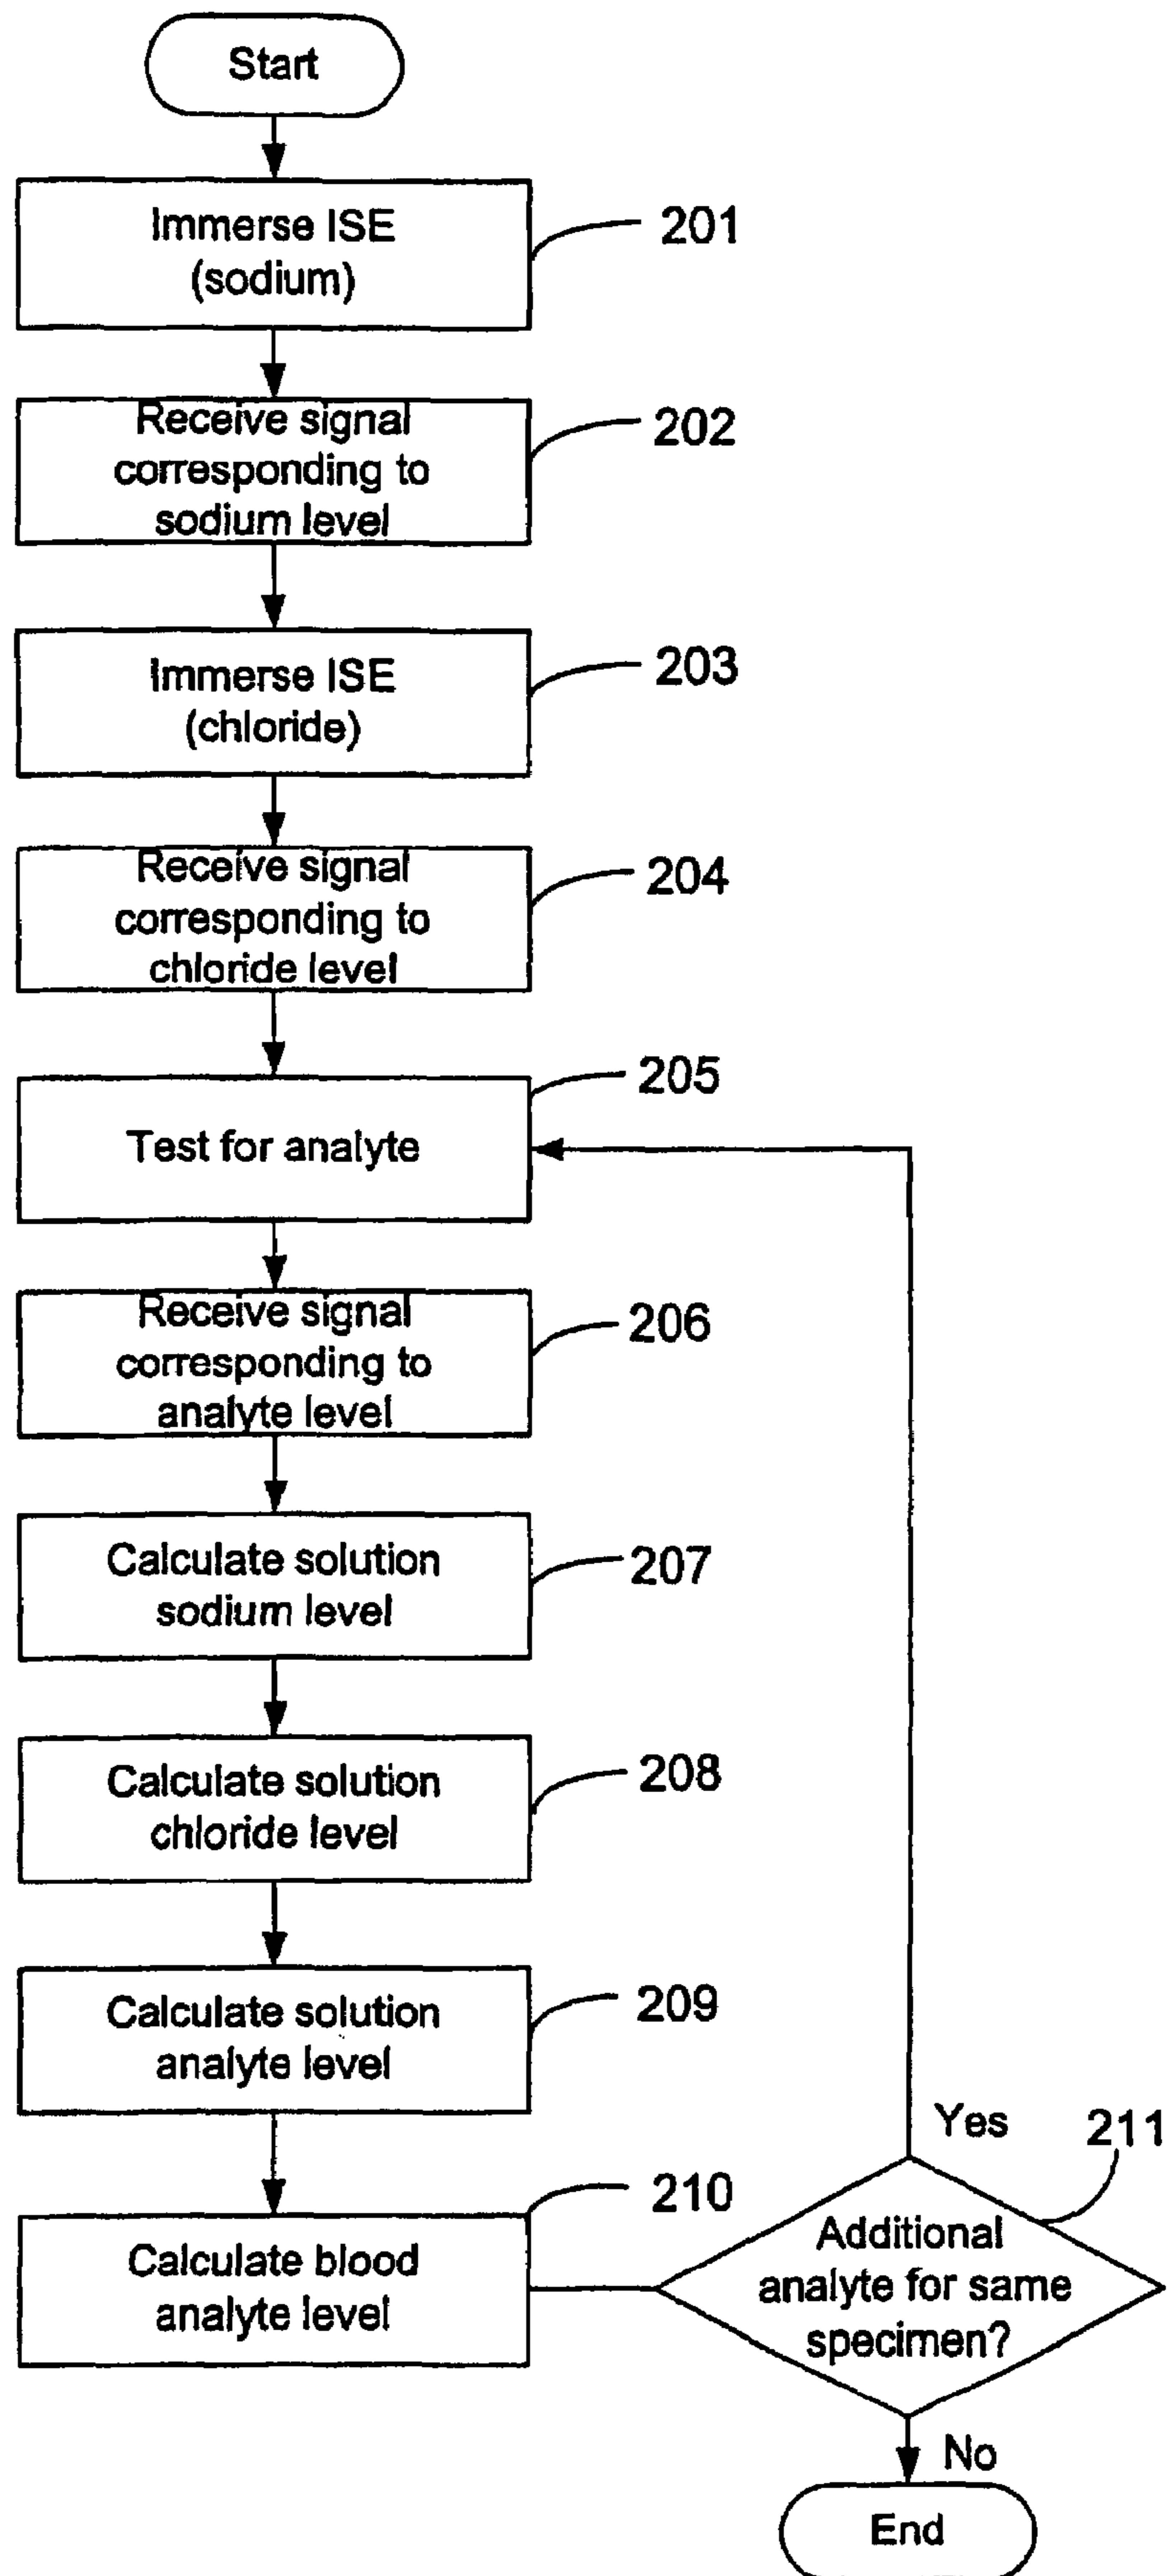 Start
Immerse ISE
(sodium)
201
Receive signal
corresponding to
sodium level
202
Immerse ISE
(chloride)
203
Receive signal
corresponding to
chloride level
204
Test for analyte
205
Receive signal
corresponding to
analyte level
206
Calculate solution
sodium level
207
Calculate solution
chloride level
208
Calculate solution
analyte level
209
Calculate blood
analyte level
210
Yes
211
Additional
analyte for same
specimen?
No
End